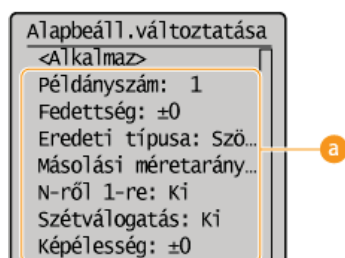 Alapbeáll.változtatása
<Alkalmaz>
Példányszám: 1
Fedettség: ±0
Eredeti típusa: Szö...
Másolási méretarány...
N-ről 1-re: Ki
Szétválogatás: Ki
Képélesség: ±0
a